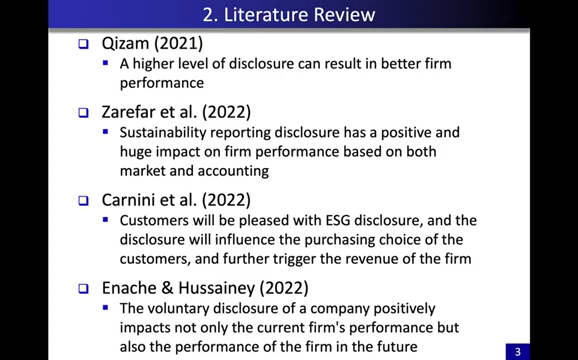 2. Literature Review
Qizam (2021)
A higher level of disclosure can result in better firm
performance
Zarefar et al. (2022)
Sustainability reporting disclosure has a positive and
huge impact on firm performance based on both
market and accounting
Carnini et al. (2022)
Customers will be pleased with ESG disclosure, and the
disclosure will influence the purchasing choice of the
customers, and further trigger the revenue of the firm
Enache & Hussainey (2022)
The voluntary disclosure of a company positively
impacts not only the current firm's performance but
also the performance of the firm in the future
3